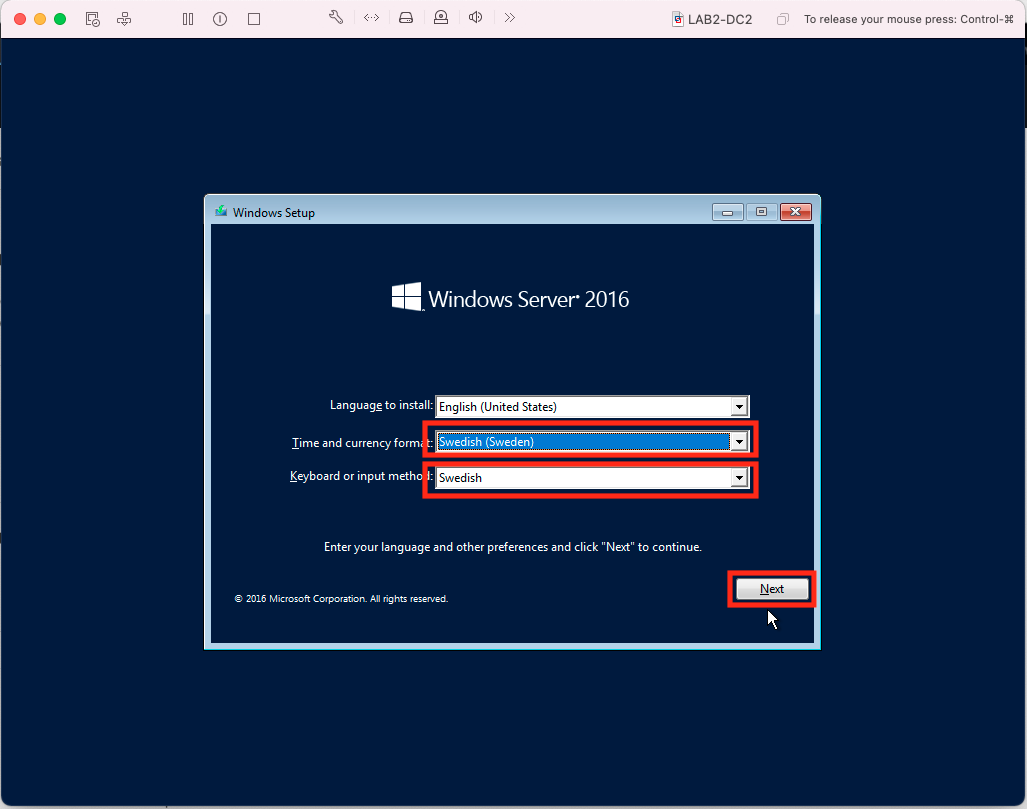 LAB2-DC2
To release your mouse press: Control-⌘
Windows Setup
Windows Server® 2016
Language to install: English (United States)
Time and currency format: Swedish (Sweden)
Keyboard or input method: Swedish
Enter your language and other preferences and click "Next" to continue.
Next
© 2016 Microsoft Corporation. All rights reserved.